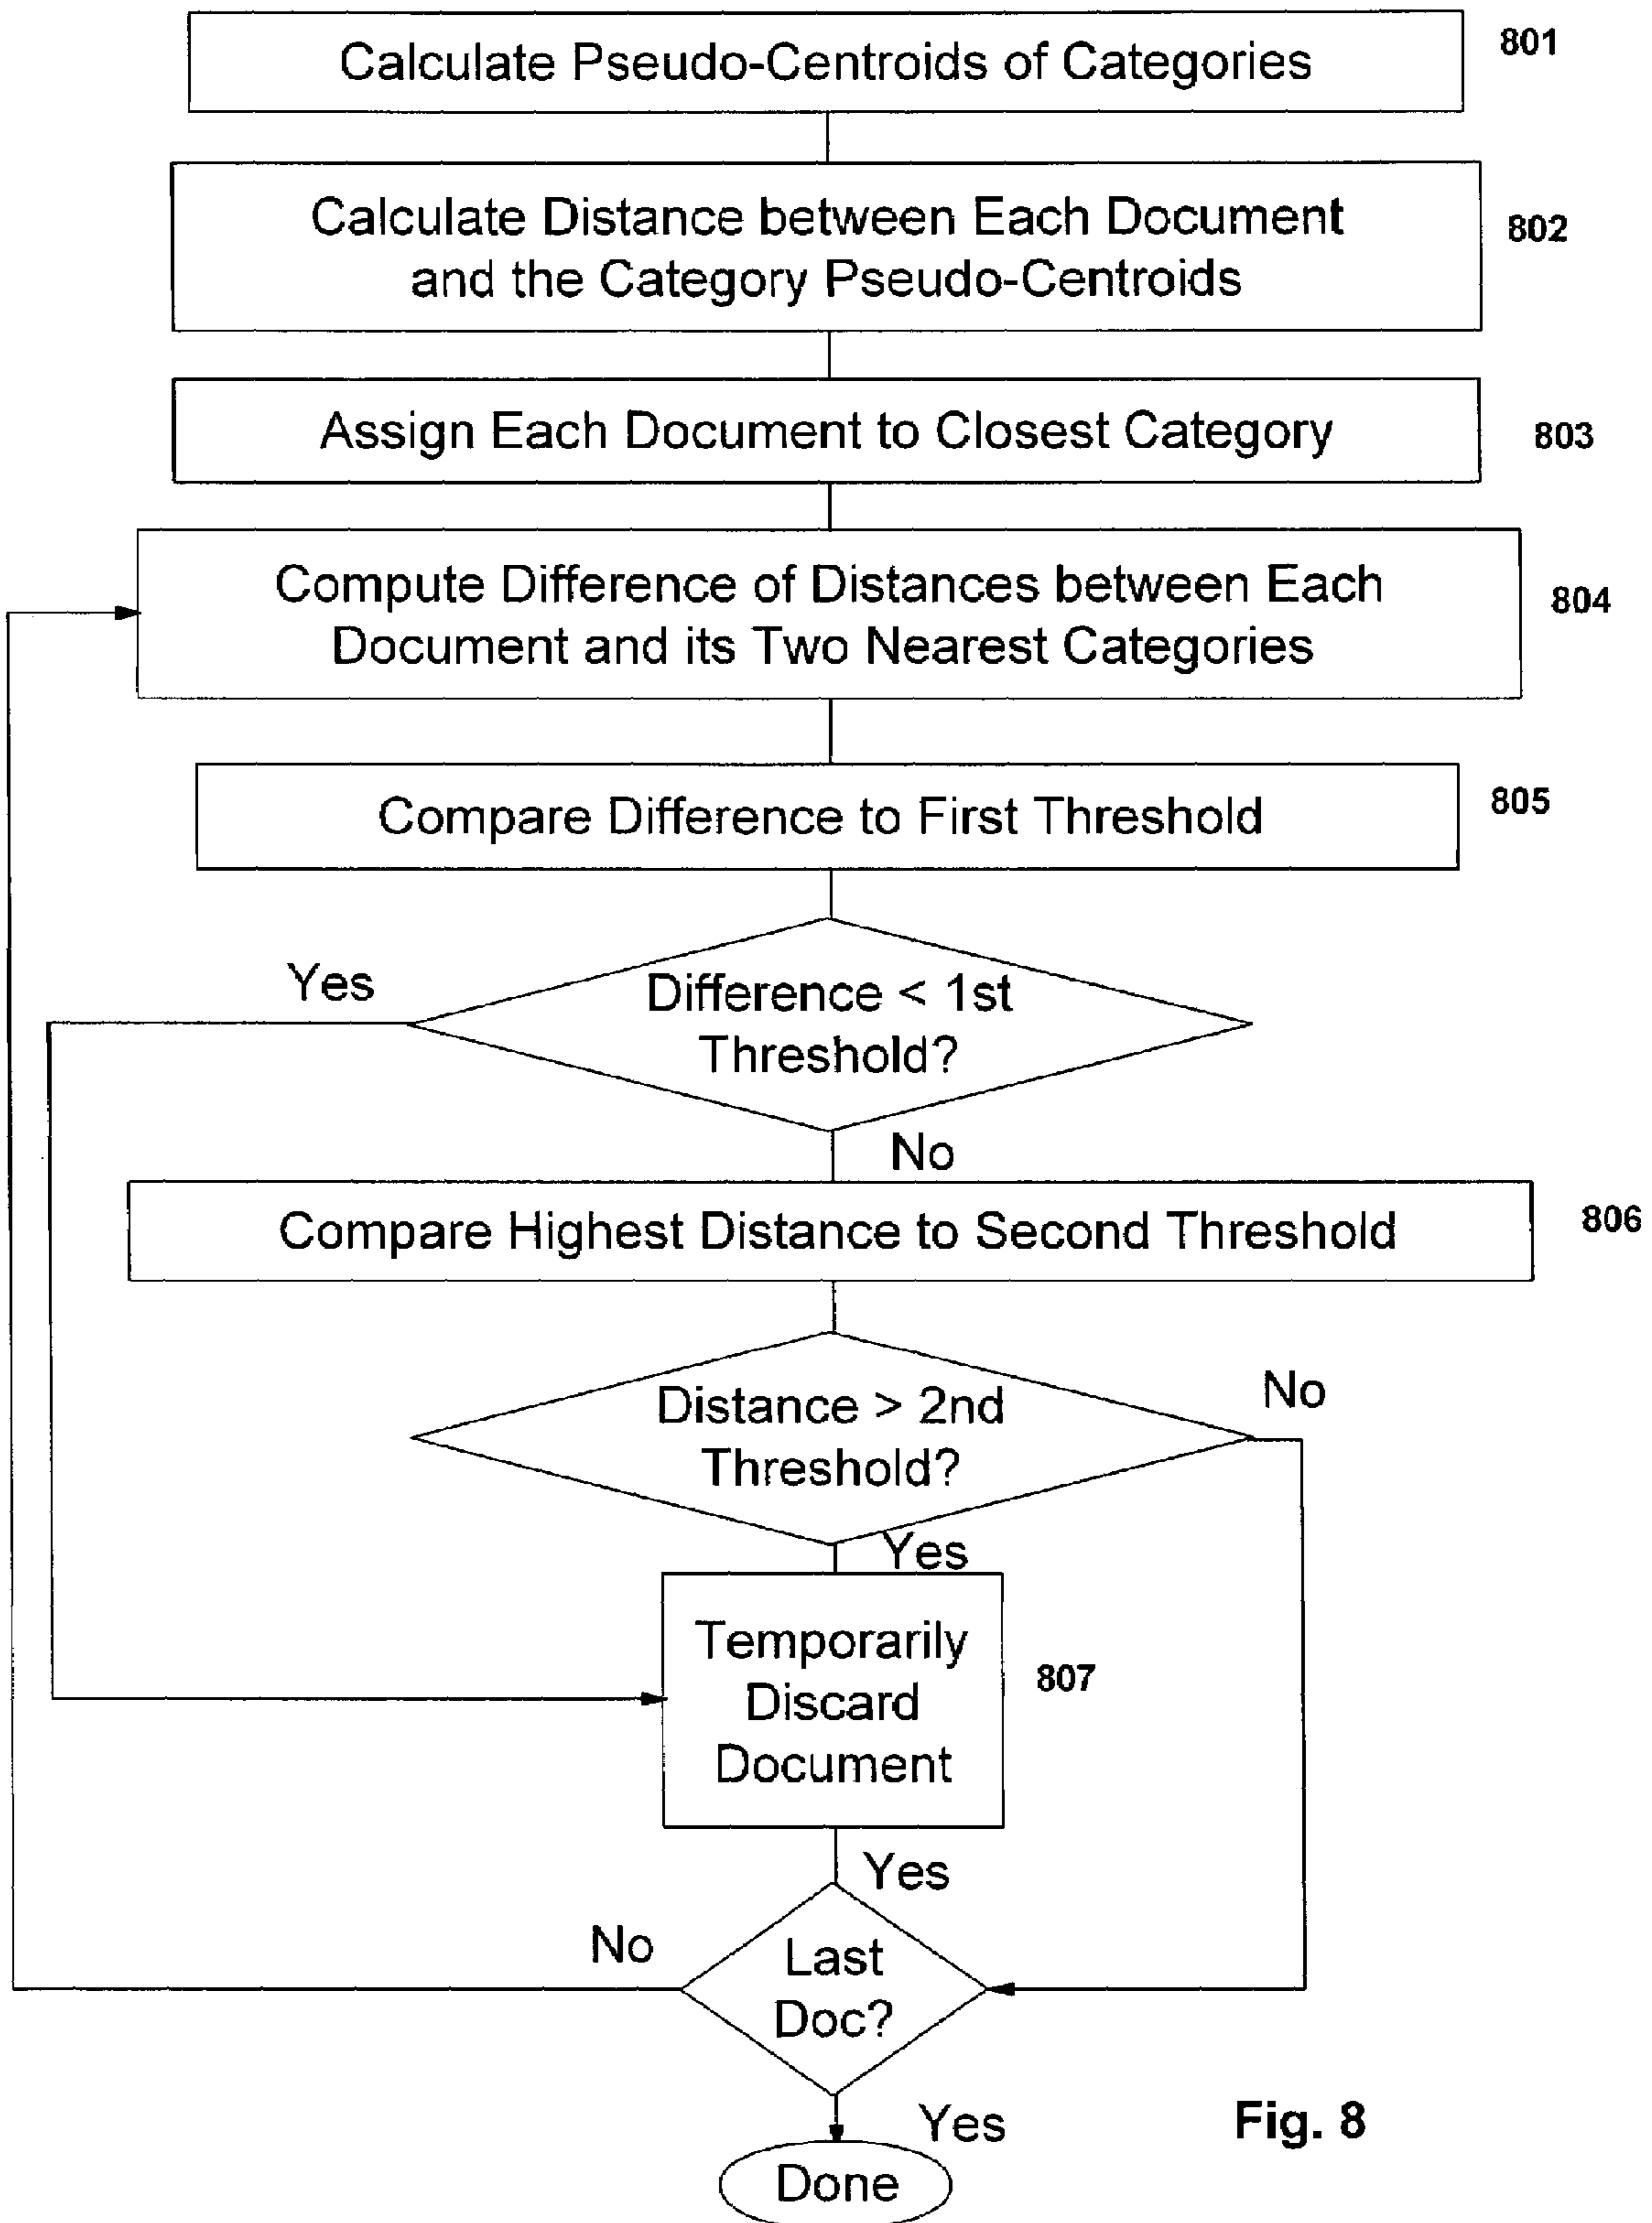 Calculate Pseudo-Centroids of Categories
801
Calculate Distance between Each Document
and the Category Pseudo-Centroids
802
Assign Each Document to Closest Category
803
Compute Difference of Distances between Each
Document and its Two Nearest Categories
804
Compare Difference to First Threshold
805
Yes
Difference < 1st
Threshold?
No
Compare Highest Distance to Second Threshold
806
Distance > 2nd
Threshold?
No
Yes
Temporarily
Discard
Document
807
Yes
No
Last
Doc?
Yes
Fig. 8
Done